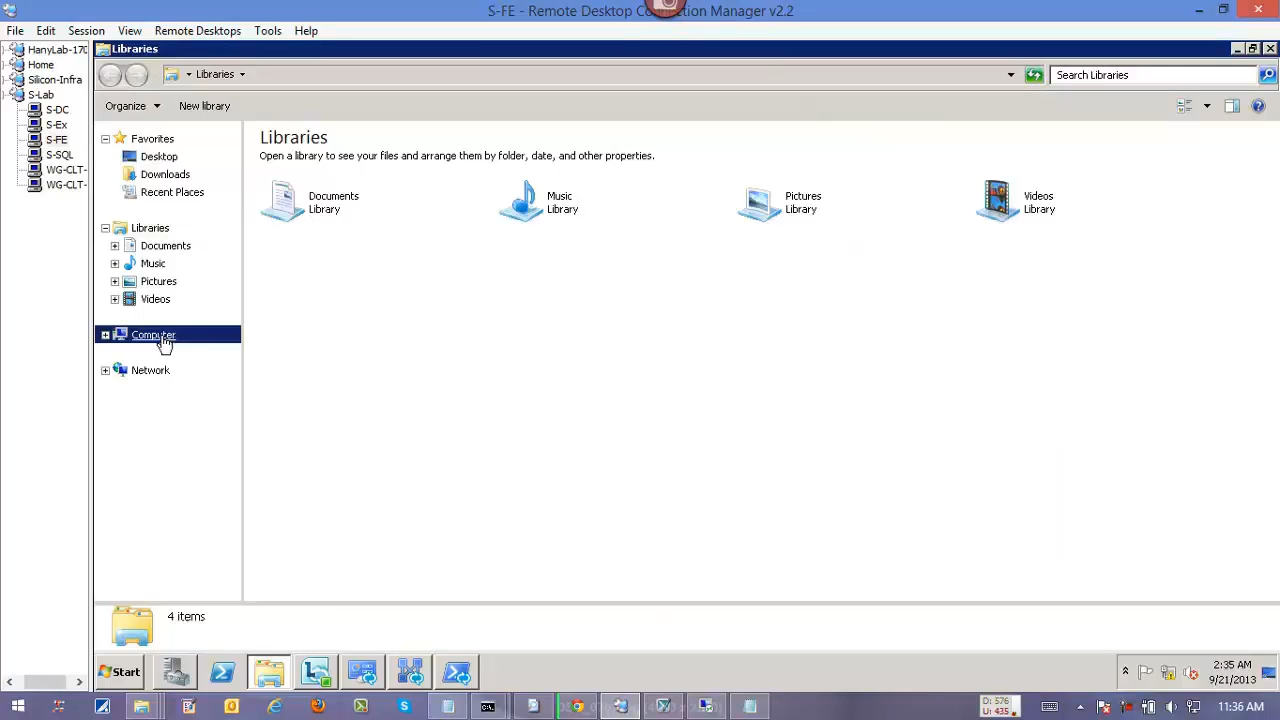 S-FE - Remote Desktop Connection Manager v2.2
File Edit Session View Remote Desktops Tools Help
HanyLab-170
Home
Silicon-Infra
S-Lab
S-DC
S-Ex
S-FE
S-SQL
WG-CLT-
WG-CLT-
Libraries
Libraries
Search Libraries
Organize New library
Favorites
Desktop
Downloads
Recent Places
Libraries
Documents
Music
Pictures
Videos
Computer
Network
Libraries
Open a library to see your files and arrange them by folder, date, and other properties.
Documents
Library
Music
Library
Pictures
Library
Videos
Library
4 items
Start
2:35 AM
9/21/2013
D: 576
U: 435
11:36 AM